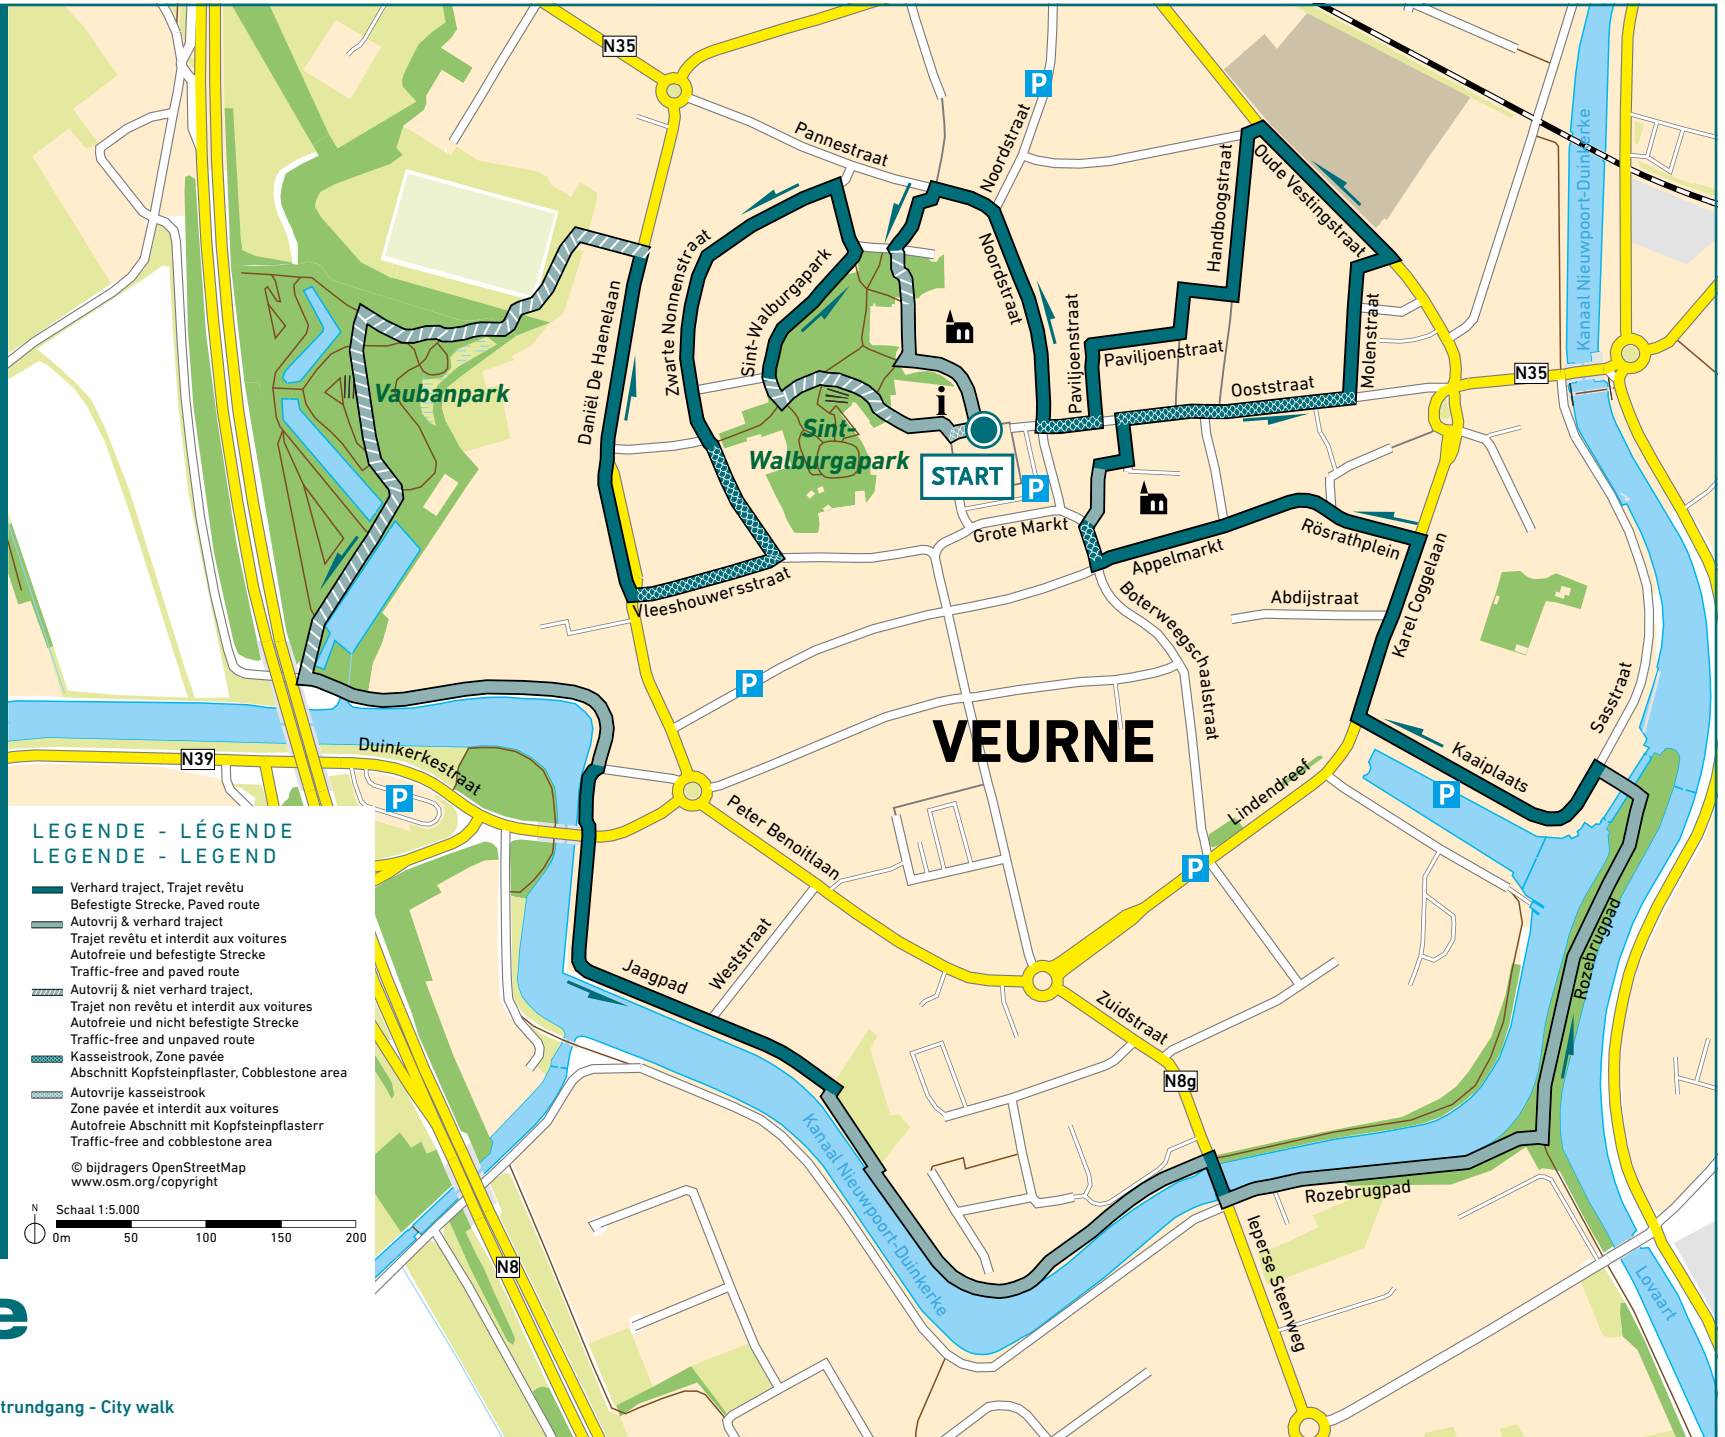 N35
P
Pannestraat
Noordstraat
Handboogstraat
Oude Vestingstraat
Kanaal Nieuwpoort-Duinkerke
Zwarte Nonnenstraat
Sint-Walburgapark
Noordstraat
Daniël De Haenelaan
Paviljoenstraat
Paviljoenstraat
Molenstraat
Ooststraat
N35
Vaubanpark
i
Sint-
Walburgapark
START
P
Grote Markt
Rösrathplein
Appelmarkt
Vleeshouwersstraat
Boterweegschaalstraat
Abdijstraat
Karel Coggelaan
P
Sasstraat
VEURNE
Kaaiplaats
P
N39
Duinkerkestraat
P
Lindendreef
Peter Benoitlaan
P
Weststraat
Jaagpad
Rozebrugpad
Zuidstraat
N8g
Kanaal Nieuwpoort-Duinkerke
Rozebrugpad
Ieperse Steenweg
Lovaart
N8
LEGENDE - LÉGENDE
LEGENDE - LEGEND
Verhard traject, Trajet revêtu
Befestigte Strecke, Paved route
Autovrij & verhard traject
Trajet revêtu et interdit aux voitures
Autofreie und befestigte Strecke
Traffic-free and paved route
Autovrij & niet verhard traject,
Trajet non revêtu et interdit aux voitures
Autofreie und nicht befestigte Strecke
Traffic-free and unpaved route
Kasseistrook, Zone pavée
Abschnitt Kopfsteinpflaster, Cobblestone area
Autovrije kasseistrook
Zone pavée et interdit aux voitures
Autofreie Abschnitt mit Kopfsteinpflasterr
Traffic-free and cobblestone area
© bijdragers OpenStreetMap
www.osm.org/copyright
N
Schaal 1:5.000
0m 50 100 150 200
e
trundgang - City walk